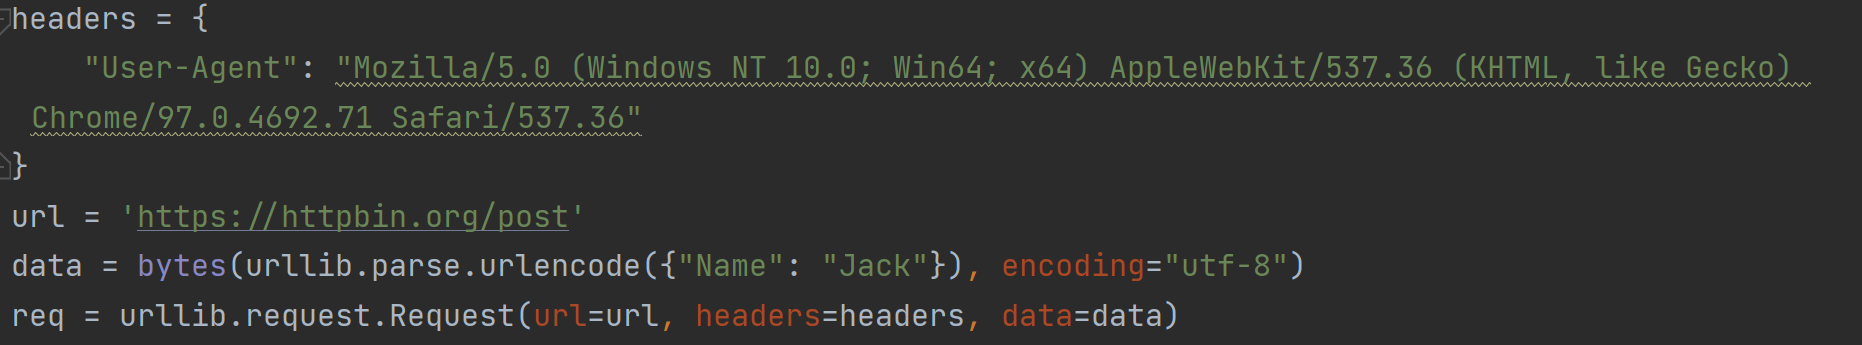 headers = {
    "User-Agent": "Mozilla/5.0 (Windows NT 10.0; Win64; x64) AppleWebKit/537.36 (KHTML, like Gecko)
 Chrome/97.0.4692.71 Safari/537.36"
}
url = 'https://httpbin.org/post'
data = bytes(urllib.parse.urlencode({"Name": "Jack"}), encoding="utf-8")
req = urllib.request.Request(url=url, headers=headers, data=data)